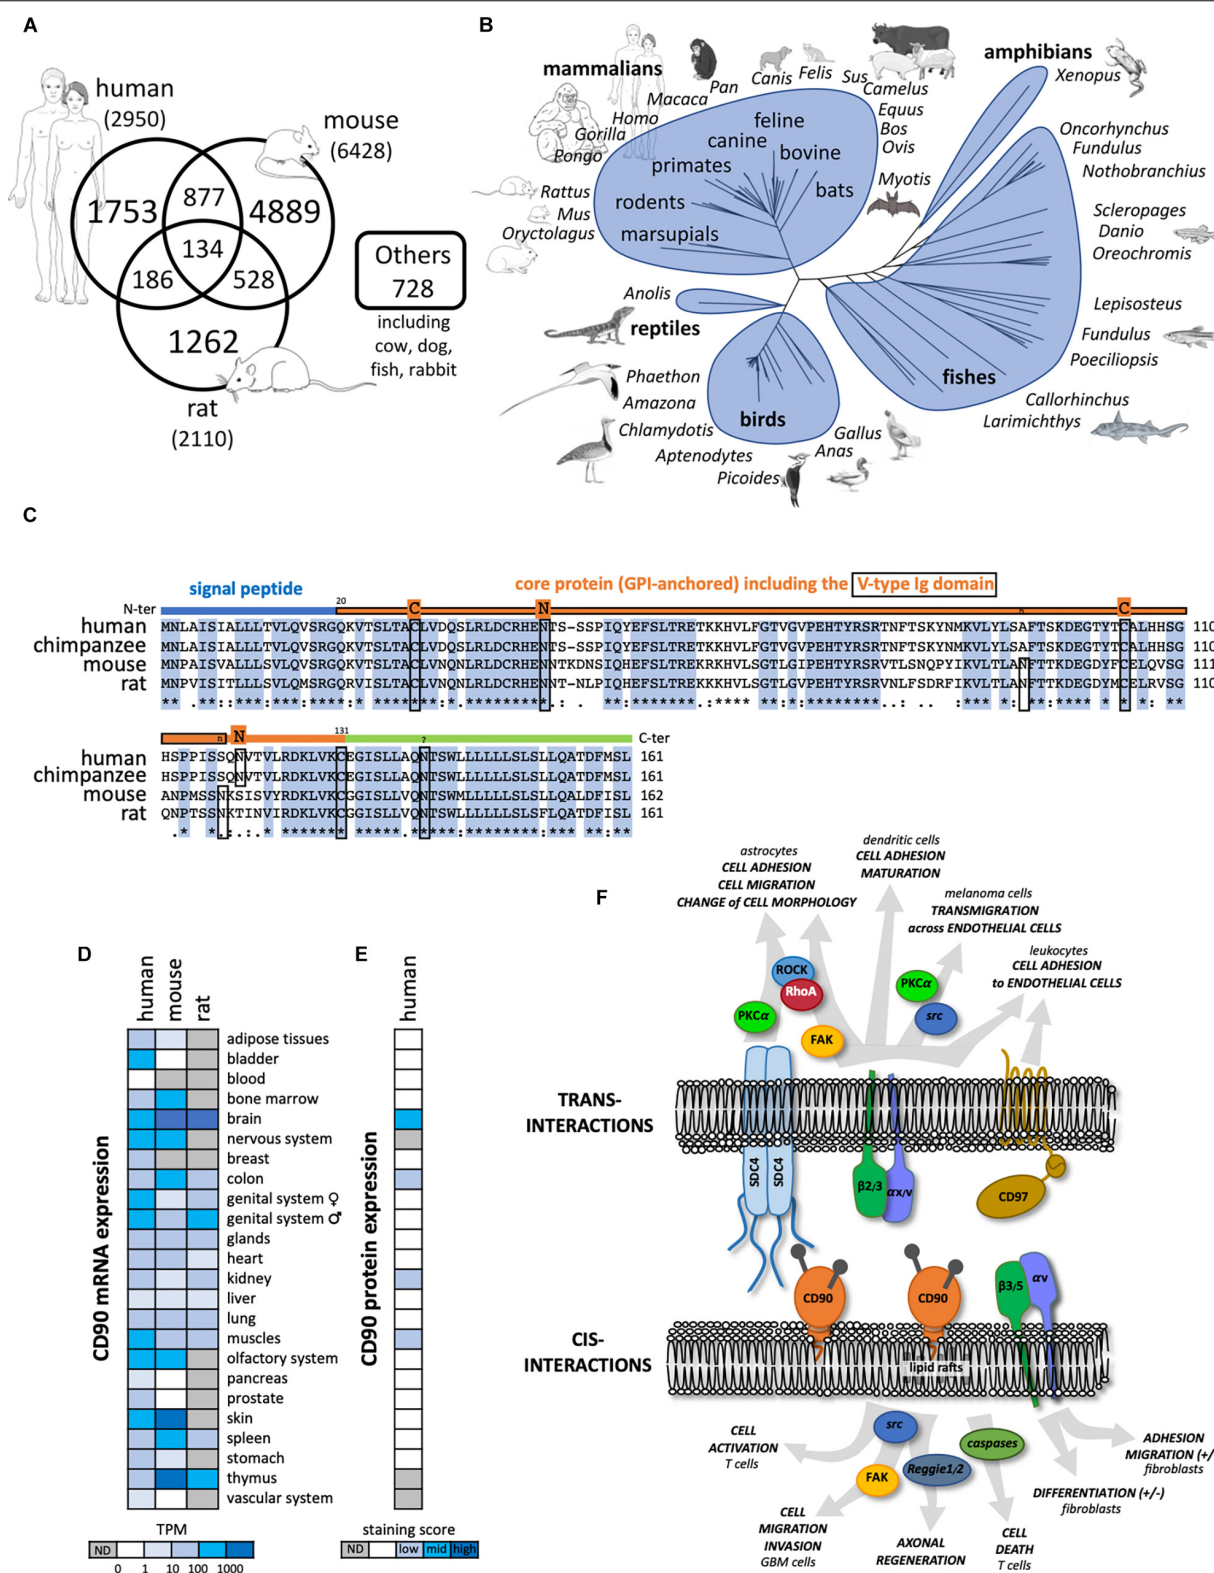 A
human
(2950)
mouse
(6428)
1753
877
4889
134
186
528
1262
rat
(2110)
Others
728
including
cow, dog,
fish, rabbit
B
mammalians
Pan
Canis
Felis
Sus
Camelus
Equus
Bos
Ovis
Macaca
Homo
Gorilla
Pongo
Rattus
Mus
Oryctolagus
Myotis
feline
canine
bovine
primates
bats
rodents
marsupials
amphibians
Xenopus
Oncorhynchus
Fundulus
Nothobranchius
Scleropages
Danio
Oreochromis
Lepisosteus
Fundulus
Poeciliopsis
Callorhinchus
Larimichthys
fishes
Anolis
reptiles
Phaethon
Amazona
Chlamydotis
Aptenodytes
Picoides
Anas
Gallus
birds
C
signal peptide
core protein (GPI-anchored) including the V-type Ig domain
N-ter
20
C
N
n
C
human MNLAISIALLLTVLQVSRGQKVTSLTACLVDQSLRLDCRHENTS-SSPIQYEFSLTRETKKHVLFGTVGVPEHTYRSRTNFTSKYNMKVLYLSAFTSKDEGTYTCALHHSG 110
chimpanzee MNLAISIALLLTVLQVSRGQKVTSLTACLVDQSLRLDCRHENTS-SSPIQYEFSLTRETKKHVLFGTVGVPEHTYRSRTNFTSKYNMKVLYLSAFTSKDEGTYTCALHHSG 110
mouse MNPAISVALLLSVLQVSRGQKVTSLTACLVNQNLRLDCRHENNTKDNSIQHEFSLTREKRKHVLSGTLGIPEHTYRSRVTLSNQPYIKVLTLANFTTKDEGDYFCELQVSG 111
rat MNPVISITLLLSVLQMSRGQRVISLTACLVNQNLRLDCRHENNT-NLPIQHEFSLTREKKKHVLSGTLGVPEHTYRSRVNLFSDRFIKVLTLANFTTKDEGDYMCELRVSG 110
n
N
131
?
C-ter
human HSPPISSQNVTVLRDKLVKCEGISLLAQNTSWLLLLLLSLSLLQATDFMSL 161
chimpanzee HSPPISSQNVTVLRDKLVKCEGISLLAQNTSWLLLLLLSLSLLQATDFMSL 161
mouse ANPMSSNKSISVYRDKLVKCGGISLLVQNTSWMLLLLLSLSLLQALDFISL 162
rat QNPTSSNKTINVIRDKLVKCGGISLLVQNTSWLLLLLLSLSFLQATDFISL 161
D
human
mouse
rat
CD90 mRNA expression
adipose tissues
bladder
blood
bone marrow
brain
nervous system
breast
colon
genital system ♀
genital system ♂
glands
heart
kidney
liver
lung
muscles
olfactory system
pancreas
prostate
skin
spleen
stomach
thymus
vascular system
TPM
ND
0 1 10 100 1000
E
human
CD90 protein expression
staining score
ND low mid high
F
astrocytes
CELL ADHESION
CELL MIGRATION
CHANGE of CELL MORPHOLOGY
dendritic cells
CELL ADHESION
MATURATION
melanoma cells
TRANSMIGRATION
across ENDOTHELIAL CELLS
leukocytes
CELL ADHESION
to ENDOTHELIAL CELLS
ROCK
RhoA
PKCα
FAK
PKCα
src
TRANS-
INTERACTIONS
SDC4
SDC4
β2/3
αx/v
CD97
CD90
CD90
β3/5
αv
CIS-
INTERACTIONS
lipid rafts
src
FAK
Reggie1/2
caspases
CELL
ACTIVATION
T cells
CELL
MIGRATION
INVASION
GBM cells
AXONAL
REGENERATION
CELL
DEATH
T cells
DIFFERENTIATION (+/-)
fibroblasts
ADHESION
MIGRATION (+/
fibroblasts